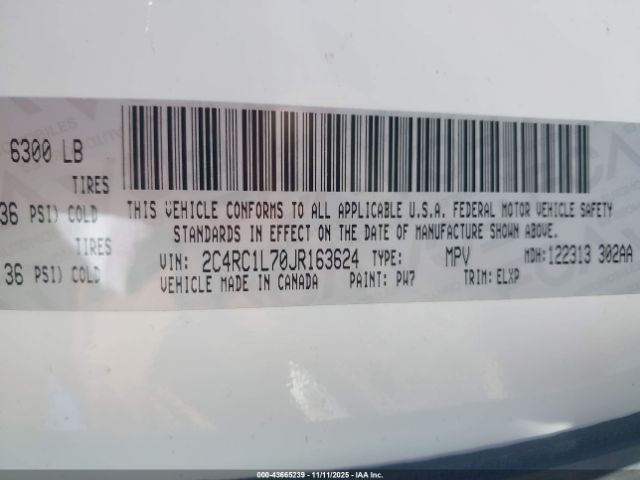 6300 LB
TIRES
36 PSI) COLD
TIRES
36 PSI) COLD
THIS VEHICLE CONFORMS TO ALL APPLICABLE U.S.A. FEDERAL MOTOR VEHICLE SAFETY
STANDARDS IN EFFECT ON THE DATE OF MANUFACTURE SHOWN ABOVE.
VIN: 2C4RC1L70JR163624 TYPE: MPV MDH:122313 302AA
VEHICLE MADE IN CANADA PAINT: PW7 TRIM: ELXP
000-43665239 - 11/11/2025 - IAA Inc.